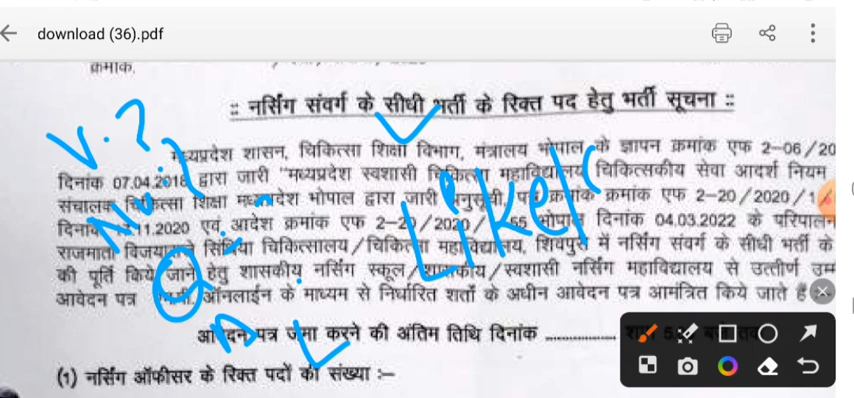 download (36).pdf
क्रमांक.
:: नर्सिंग संवर्ग के सीधी भर्ती के रिक्त पद हेतु भर्ती सूचना ::
मध्यप्रदेश शासन, चिकित्सा शिक्षा विभाग, मंत्रालय भोपाल के ज्ञापन क्रमांक एफ 2-06/20
दिनांक 07.04.2018 द्वारा जारी "मध्यप्रदेश स्वशासी चिकित्सा महाविद्यालय चिकित्सकीय सेवा आदर्श नियम
संचालक चिकित्सा शिक्षा मध्यप्रदेश भोपाल द्वारा जारी क्रमांक एफ 2-20/2020/1
दिनांक 11.2020 एवं आदेश क्रमांक एफ 2-20/2020/ 55 भोपाल दिनांक 04.03.2022 के परिपालन
राजमाता विजयाराजे सिंधिया चिकित्सालय/चिकित्सा महाविद्यालय, शिवपुरी में नर्सिंग संवर्ग के सीधी भर्ती के
की पूर्ति किये जाने हेतु शासकीय नर्सिंग स्कूल/शासकीय/स्वशासी नर्सिंग महाविद्यालय से उत्तीर्ण उम्म
आवेदन पत्र ऑनलाईन के माध्यम से निर्धारित शर्तो के अधीन आवेदन पत्र आमंत्रित किये जाते हैं
आवेदन पत्र जमा करने की अंतिम तिथि दिनांक
(1) नर्सिंग ऑफीसर के रिक्त पदों की संख्या :-
V.?